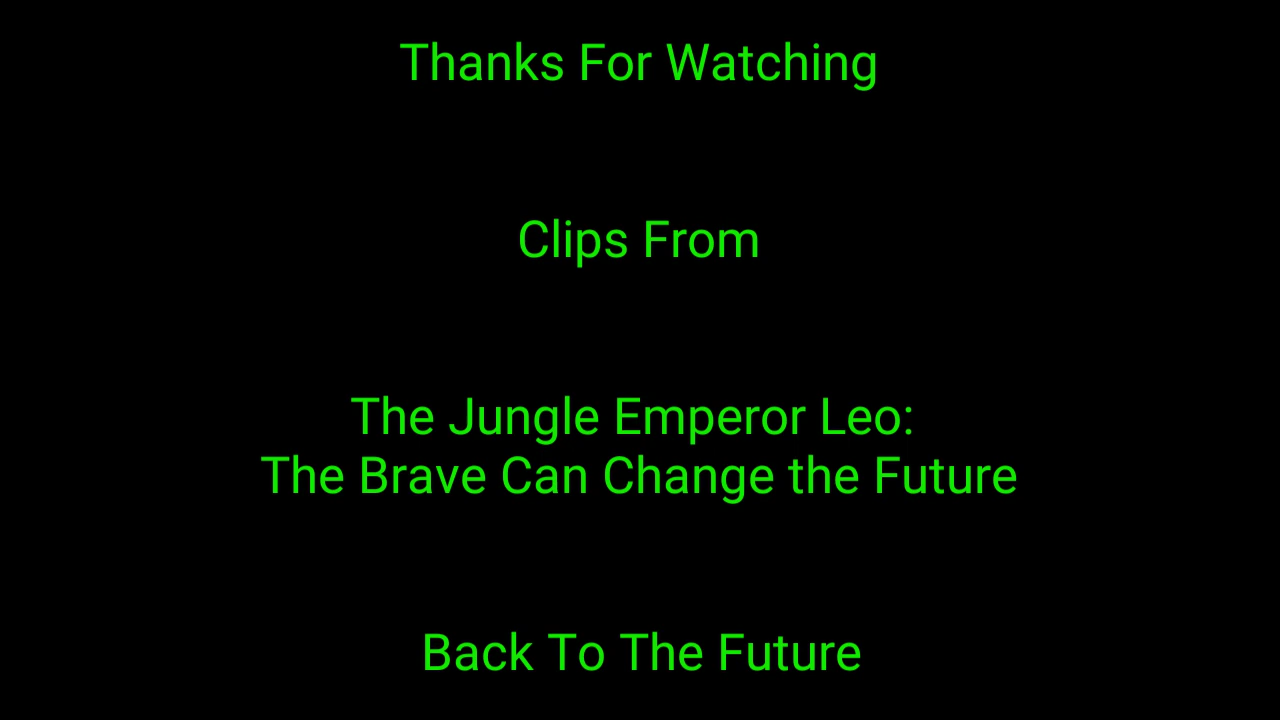 Thanks For Watching
Clips From
The Jungle Emperor Leo:
The Brave Can Change the Future
Back To The Future